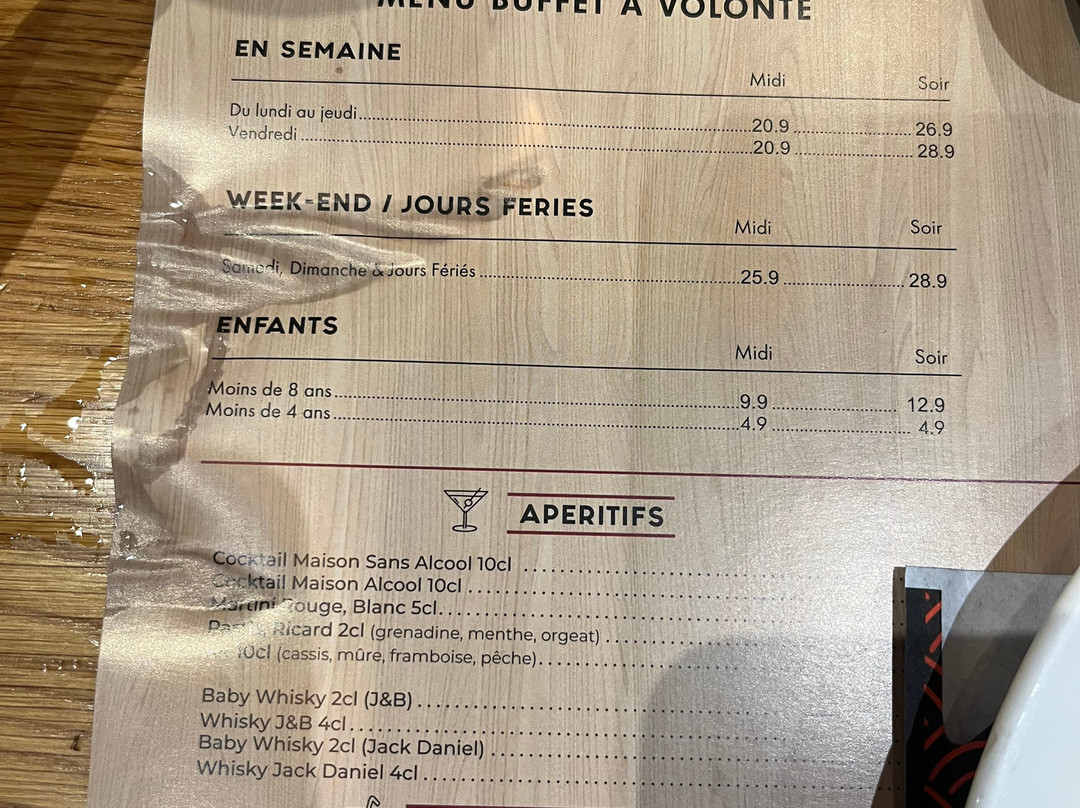 MENU BUFFET A VOLONTE
EN SEMAINE
Midi Soir
Du lundi au jeudi 20.9 26.9
Vendredi 20.9 28.9
WEEK-END / JOURS FERIES
Midi Soir
Samedi, Dimanche & Jours Fériés 25.9 28.9
ENFANTS
Midi Soir
Moins de 8 ans 9.9 12.9
Moins de 4 ans 4.9 4.9
APERITIFS
Cocktail Maison Sans Alcool 10cl
Cocktail Maison Alcool 10cl
Martini Rouge, Blanc 5cl
Ricard 2cl (grenadine, menthe, orgeat)
10cl (cassis, mûre, framboise, pêche)
Baby Whisky 2cl (J&B)
Whisky J&B 4cl
Baby Whisky 2cl (Jack Daniel)
Whisky Jack Daniel 4cl